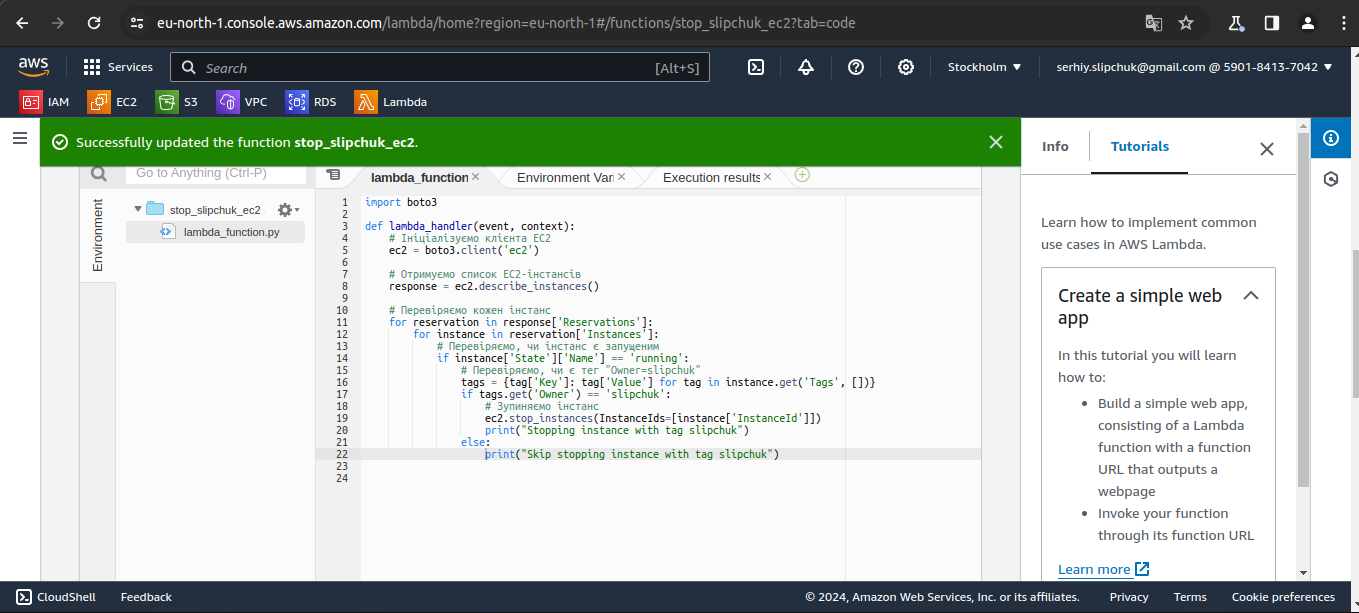 eu-north-1.console.aws.amazon.com/lambda/home?region=eu-north-1#/functions/stop_slipchuk_ec2?tab=code
aws
Services
Search
[Alt+S]
Stockholm
serhiy.slipchuk@gmail.com @ 5901-8413-7042
IAM
EC2
S3
VPC
RDS
Lambda
Successfully updated the function stop_slipchuk_ec2.
Info
Tutorials
Go to Anything (Ctrl-P)
lambda_function
Environment Vari
Execution results
Environment
stop_slipchuk_ec2
lambda_function.py
1 import boto3
2
3 def lambda_handler(event, context):
4 # Ініціалізуємо клієнта EC2
5 ec2 = boto3.client('ec2')
6
7 # Отримуємо список EC2-інстансів
8 response = ec2.describe_instances()
9
10 # Перевіряємо кожен інстанс
11 for reservation in response['Reservations']:
12 for instance in reservation['Instances']:
13 # Перевіряємо, чи інстанс є запущеним
14 if instance['State']['Name'] == 'running':
15 # Перевіряємо, чи є тег "Owner=slipchuk"
16 tags = {tag['Key']: tag['Value'] for tag in instance.get('Tags', [])}
17 if tags.get('Owner') == 'slipchuk':
18 # Зупиняємо інстанс
19 ec2.stop_instances(InstanceIds=[instance['InstanceId']])
20 print("Stopping instance with tag slipchuk")
21 else:
22 print("Skip stopping instance with tag slipchuk")
23
24
Learn how to implement common
use cases in AWS Lambda.
Create a simple web
app
In this tutorial you will learn
how to:
• Build a simple web app,
consisting of a Lambda
function with a function
URL that outputs a
webpage
• Invoke your function
through its function URL
Learn more
CloudShell
Feedback
© 2024, Amazon Web Services, Inc. or its affiliates.
Privacy
Terms
Cookie preferences